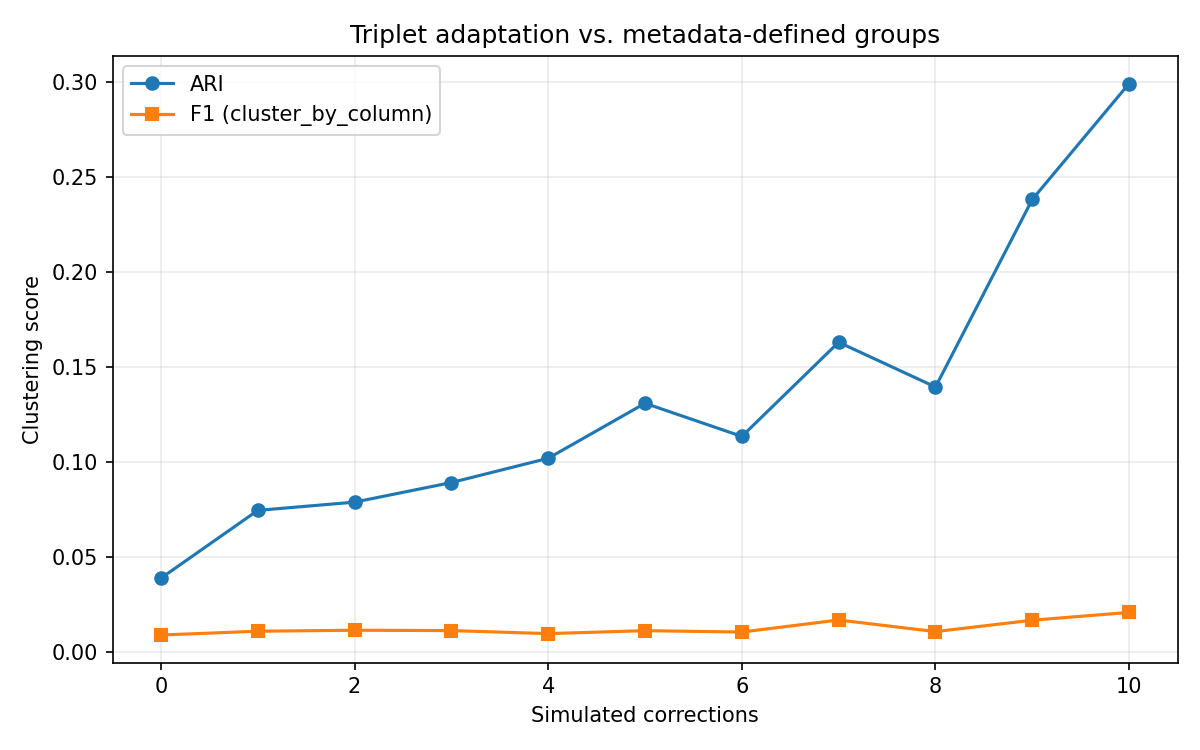 Triplet adaptation vs. metadata-defined groups
ARI
F1 (cluster_by_column)
Clustering score
0.30
0.25
0.20
0.15
0.10
0.05
0.00
0 2 4 6 8 10
Simulated corrections